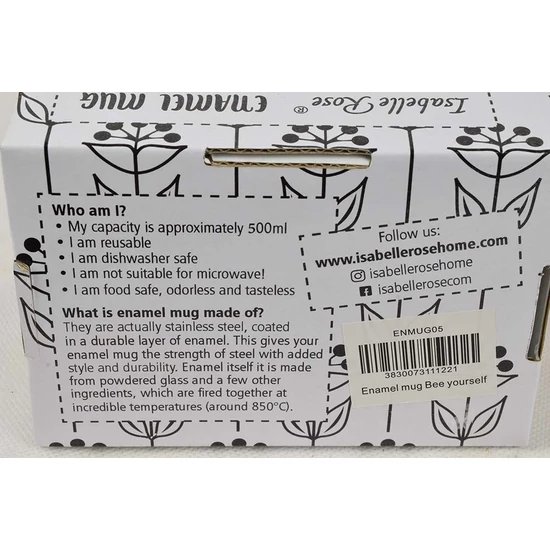 Isabelle Rose® ENAMEL MUG
Who am I?
• My capacity is approximately 500ml
• I am reusable
• I am dishwasher safe
• I am not suitable for microwave!
• I am food safe, odorless and tasteless
What is enamel mug made of?
They are actually stainless steel, coated
in a durable layer of enamel. This gives your
enamel mug the strength of steel with added
style and durability. Enamel itself it is made
from powdered glass and a few other
ingredients, which are fired together at
incredible temperatures (around 850ºC).
Follow us:
www.isabellerosehome.com
isabellerosehome
isabellerosecom
ENMUG05
3830073111221
Enamel mug Bee yourself